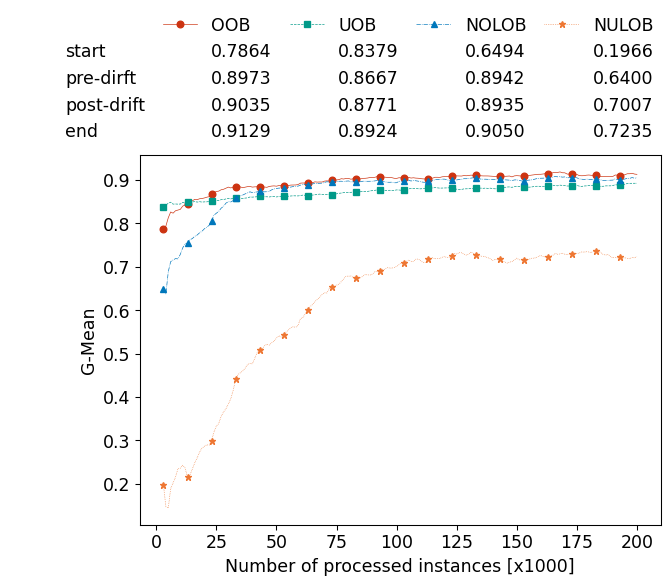 OOB UOB NOLOB NULOB
start 0.7864 0.8379 0.6494 0.1966
pre-dirft 0.8973 0.8667 0.8942 0.6400
post-drift 0.9035 0.8771 0.8935 0.7007
end 0.9129 0.8924 0.9050 0.7235
0.9
0.8
0.7
0.6
0.5
0.4
0.3
0.2
G-Mean
0 25 50 75 100 125 150 175 200
Number of processed instances [x1000]